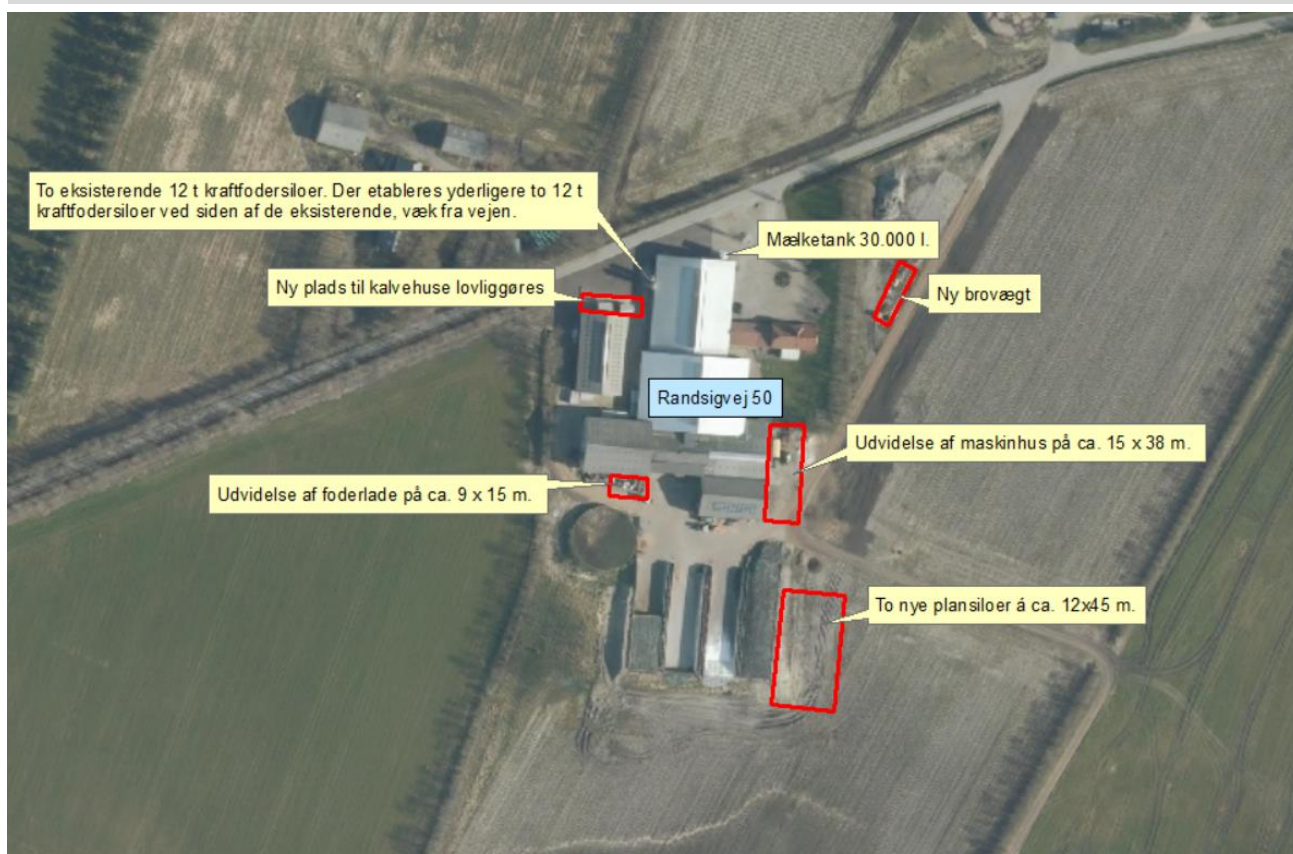 To eksisterende 12 t kraftfodersiloer. Der etableres yderligere to 12 t
kraftfodersiloer ved siden af de eksisterende, væk fra vejen.
Mælketank 30.000 l.
Ny plads til kalvehuse lovliggøres
Ny brovægt
Randsigvej 50
Udvidelse af maskinhus på ca. 15 x 38 m.
Udvidelse af foderlade på ca. 9 x 15 m.
To nye plansiloer á ca. 12x45 m.